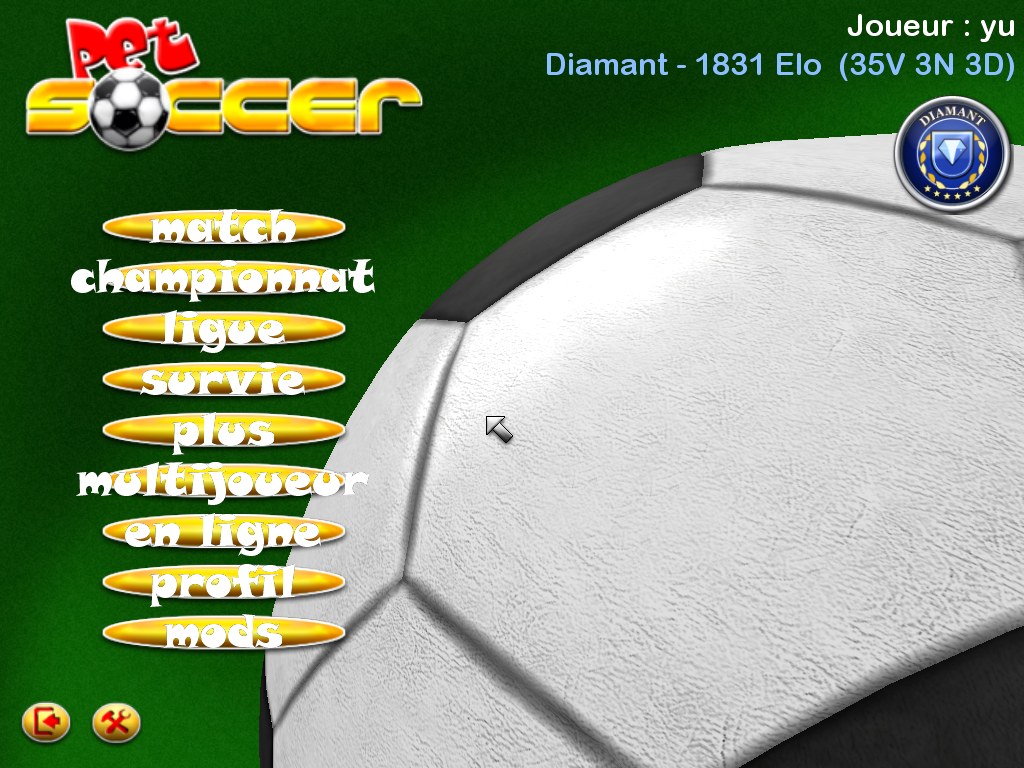 Pet
Soccer
Joueur : yu
Diamant - 1831 Elo (35V 3N 3D)
DIAMANT
match
championnat
ligue
survie
plus
multijoueur
en ligne
profil
mods